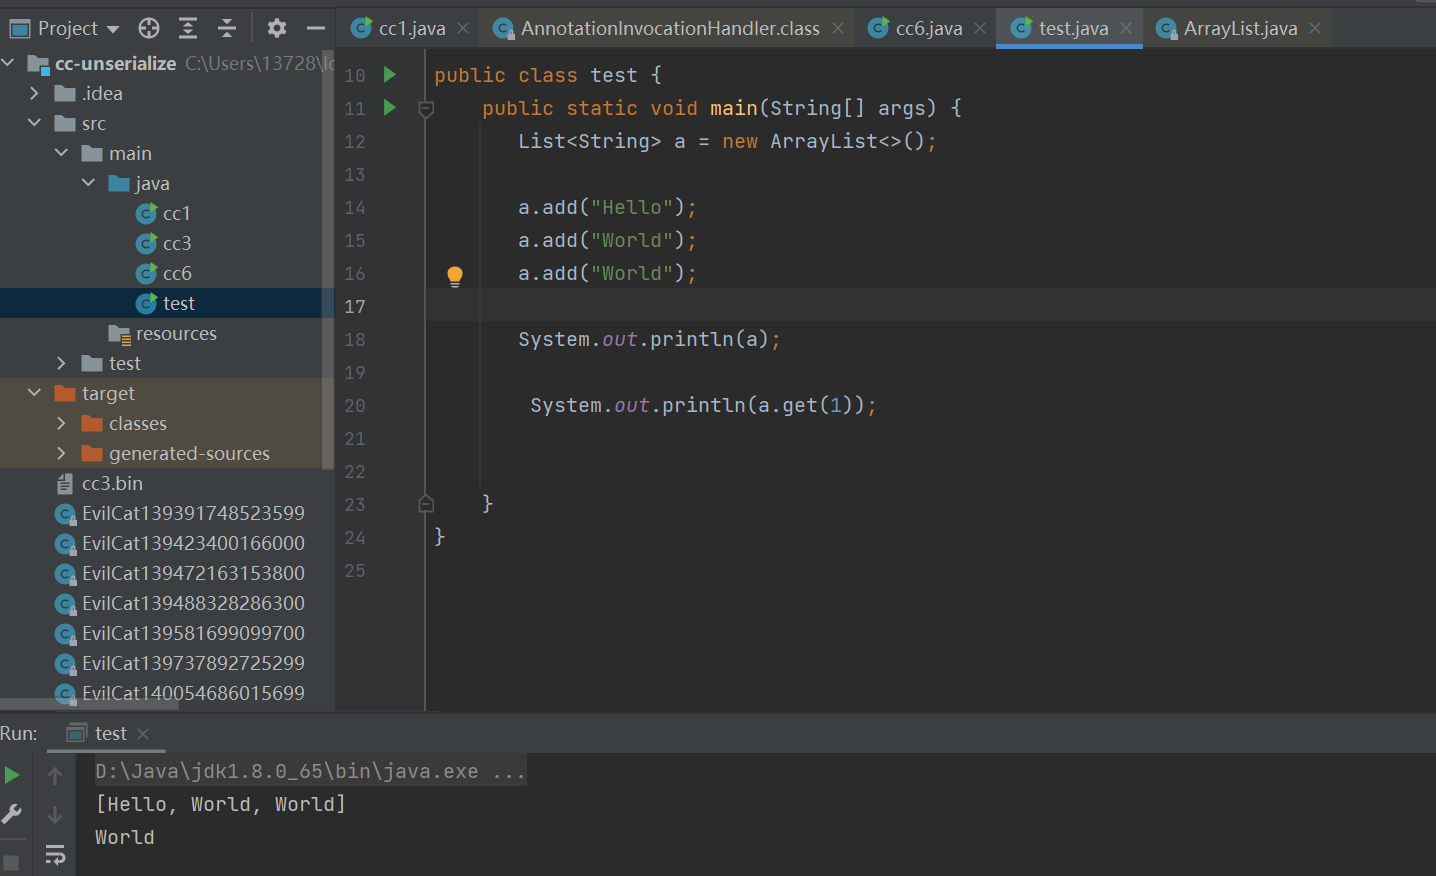 Project
cc1.java
AnnotationInvocationHandler.class
cc6.java
test.java
ArrayList.java
cc-unserialize C:\Users\13728\
.idea
src
main
java
cc1
cc3
cc6
test
resources
test
target
classes
generated-sources
cc3.bin
EvilCat139391748523599
EvilCat139423400166000
EvilCat139472163153800
EvilCat139488328286300
EvilCat139581699099700
EvilCat139737892725299
EvilCat140054686015699
10 public class test {
11 public static void main(String[] args) {
12 List<String> a = new ArrayList<>();
13
14 a.add("Hello");
15 a.add("World");
16 a.add("World");
17
18 System.out.println(a);
19
20 System.out.println(a.get(1));
21
22
23 }
24 }
25
Run: test
D:\Java\jdk1.8.0_65\bin\java.exe ...
[Hello, World, World]
World